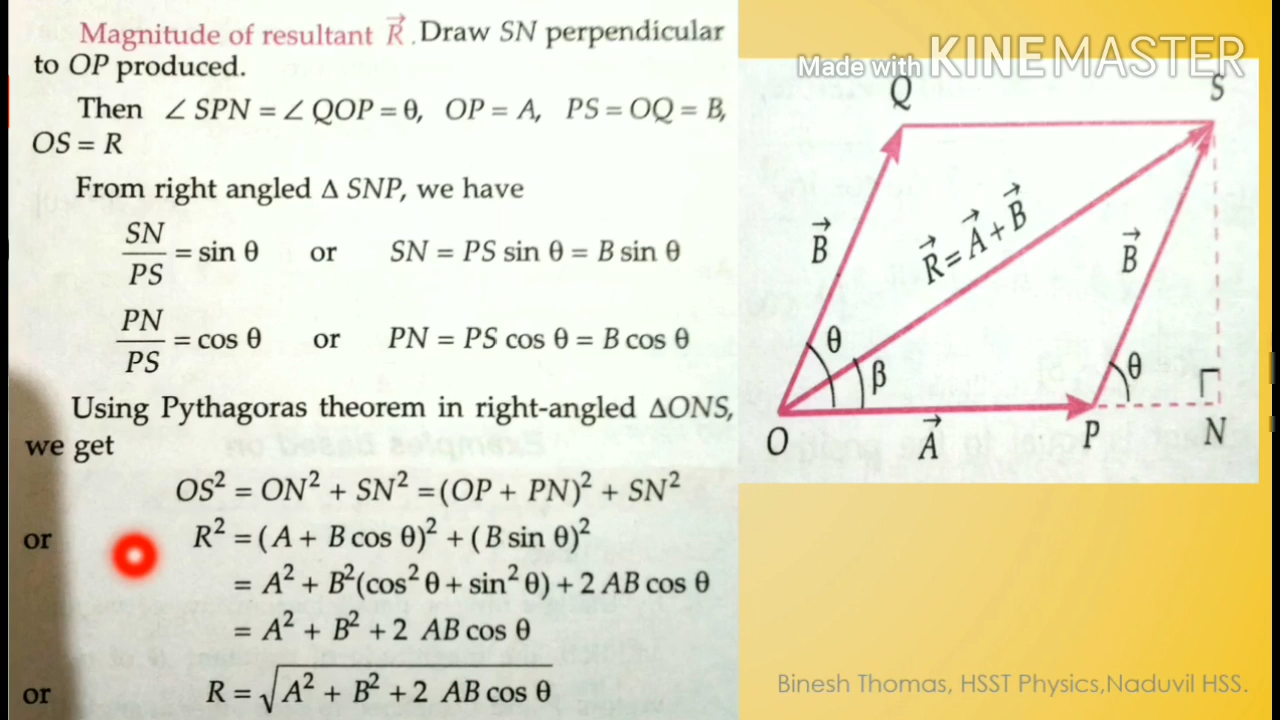 Magnitude of resultant R⃗. Draw SN perpendicular
to OP produced.
Then ∠ SPN = ∠ QOP = θ, OP = A, PS = OQ = B,
OS = R
From right angled Δ SNP, we have
SN/PS = sin θ or SN = PS sin θ = B sin θ
PN/PS = cos θ or PN = PS cos θ = B cos θ
Using Pythagoras theorem in right-angled ΔONS,
we get
OS² = ON² + SN² = (OP + PN)² + SN²
or R² = (A + B cos θ)² + (B sin θ)²
= A² + B²(cos² θ + sin² θ) + 2 AB cos θ
= A² + B² + 2 AB cos θ
or R = √(A² + B² + 2 AB cos θ)
Made with KINEMASTER
Q S
B⃗ R⃗ = A⃗ + B⃗ B⃗
θ β θ
O A⃗ P N
Binesh Thomas, HSST Physics,Naduvil HSS.